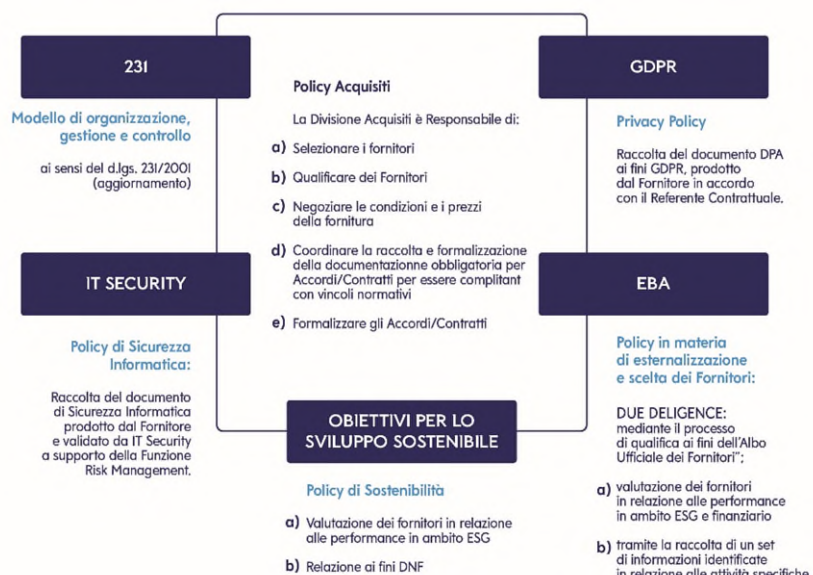 231
Modello di organizzazione,
gestione e controllo
ai sensi del d.lgs. 231/2001
(aggiornamento)
Policy Acquisiti
La Divisione Acquisiti è Responsabile di:
a) Selezionare i fornitori
b) Qualificare dei Fornitori
c) Negoziare le condizioni e i prezzi
della fornitura
d) Coordinare la raccolta e formalizzazione
della documentazionne obbligatoria per
Accordi/Contratti per essere complitant
con vincoli normativi
e) Formalizzare gli Accordi/Contratti
GDPR
Privacy Policy
Raccolta del documento DPA
ai fini GDPR, prodotto
dal Fornitore in accordo
con il Referente Contrattuale.
IT SECURITY
Policy di Sicurezza
Informatica:
Raccolta del documento
di Sicurezza Informatica
prodotto dal Fornitore
e validato da IT Security
a supporto della Funzione
Risk Management.
OBIETTIVI PER LO
SVILUPPO SOSTENIBILE
Policy di Sostenibilità
a) Valutazione dei fornitori in relazione
alle performance in ambito ESG
b) Relazione ai fini DNF
EBA
Policy in materia
di esternalizzazione
e scelta dei Fornitori:
DUE DELIGENCE:
mediante il processo
di qualifica ai fini dell'Albo
Ufficiale dei Fornitori";
a) valutazione dei fornitori
in relazione alle performance
in ambito ESG e finanziario
b) tramite la raccolta di un set
di informazioni identificate
in relazione alle attività specifiche